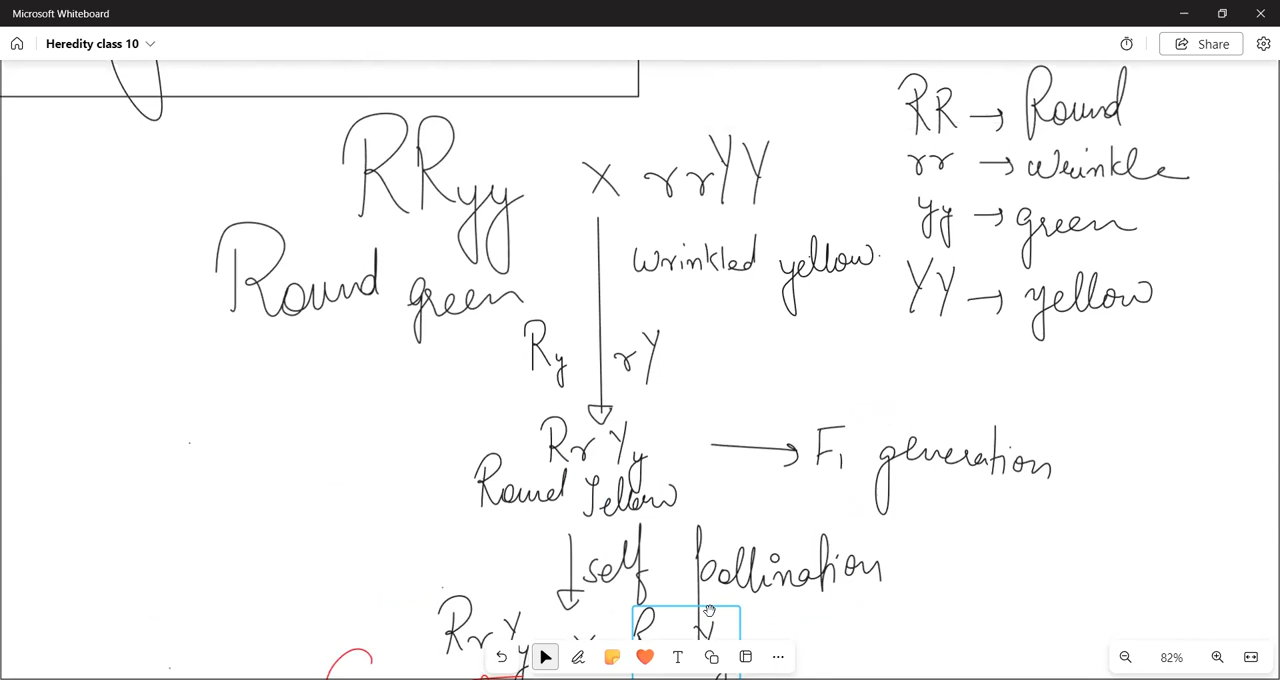 Microsoft Whiteboard
Heredity class 10
Share
RRyy X rrYY
Round green
Wrinkled yellow.
RR → Round
rr → Wrinkle
yy → green
YY → yellow
Ry rY
RrYy → F1 generation
Round Yellow
self pollination
RrYy x R Y
T
82%